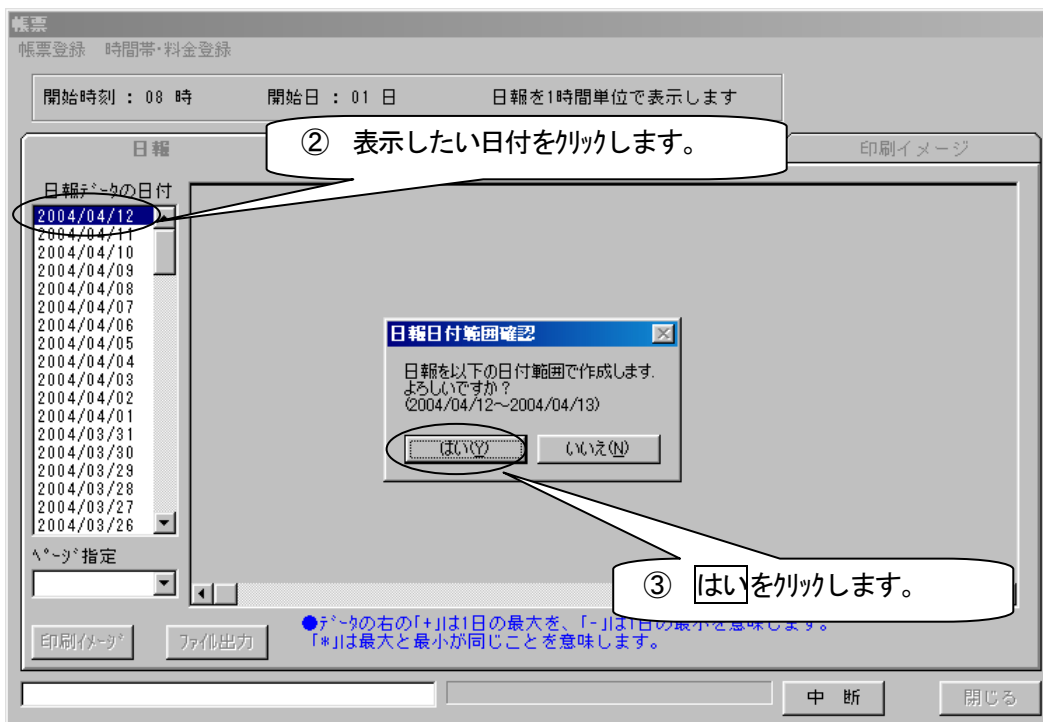 帳票
帳票登録 時間帯・料金登録
開始時刻 : 08 時 開始日 : 01 日 日報を1時間単位で表示します
② 表示したい日付をｸﾘｯｸします。
日報 印刷イメージ
日報ﾃﾞｰﾀの日付
2004/04/12
2004/04/11
2004/04/10
2004/04/09
2004/04/08
2004/04/07
2004/04/06
2004/04/05
2004/04/04
2004/04/03
2004/04/02
2004/04/01
2004/03/31
2004/03/30
2004/03/29
2004/03/28
2004/03/27
2004/03/26
日報日付範囲確認
日報を以下の日付範囲で作成します.
よろしいですか？
(2004/04/12～2004/04/13)
はい(Y) いいえ(N)
ﾍﾟｰｼﾞ指定
③ はいをｸﾘｯｸします。
●ﾃﾞｰﾀの右の｢+｣は1日の最大を、｢-｣は1日の最小を意味します。
｢*｣は最大と最小が同じことを意味します。
印刷ｲﾒｰｼﾞ ﾌｧｲﾙ出力
中 断 閉じる